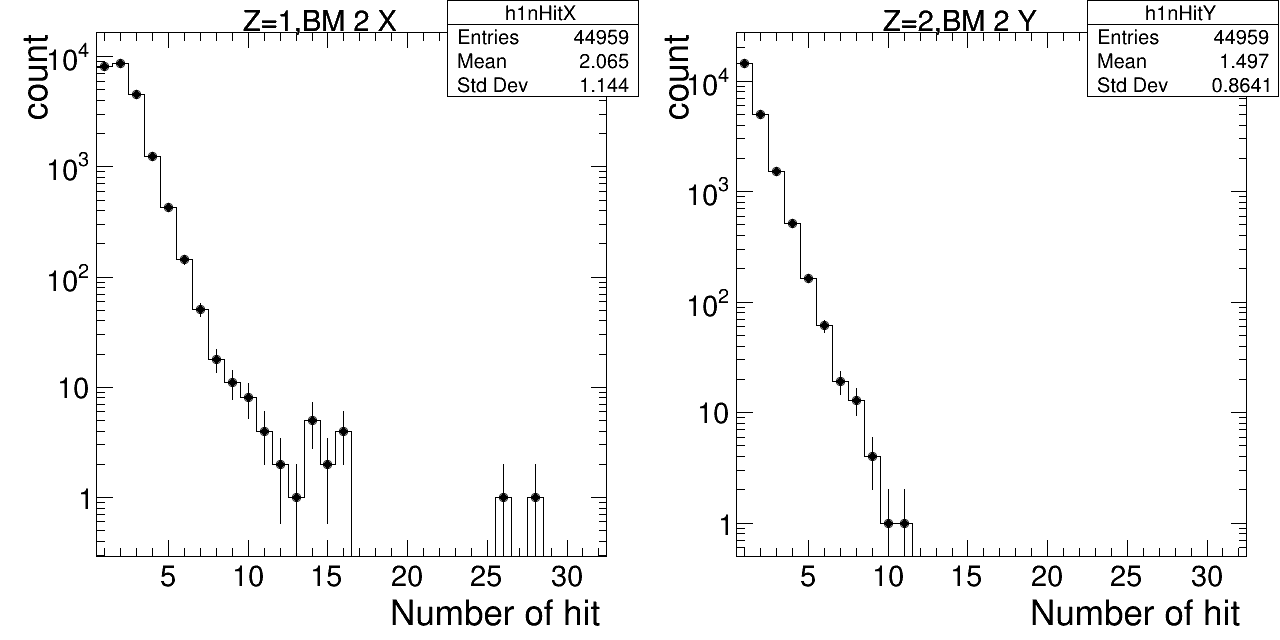 Z=1,BM 2 X
h1nHitX
Entries 44959
Mean 2.065
Std Dev 1.144
count
10^4
10^3
10^2
10
1
5 10 15 20 25 30
Number of hit
Z=2,BM 2 Y
h1nHitY
Entries 44959
Mean 1.497
Std Dev 0.8641
count
10^4
10^3
10^2
10
1
5 10 15 20 25 30
Number of hit